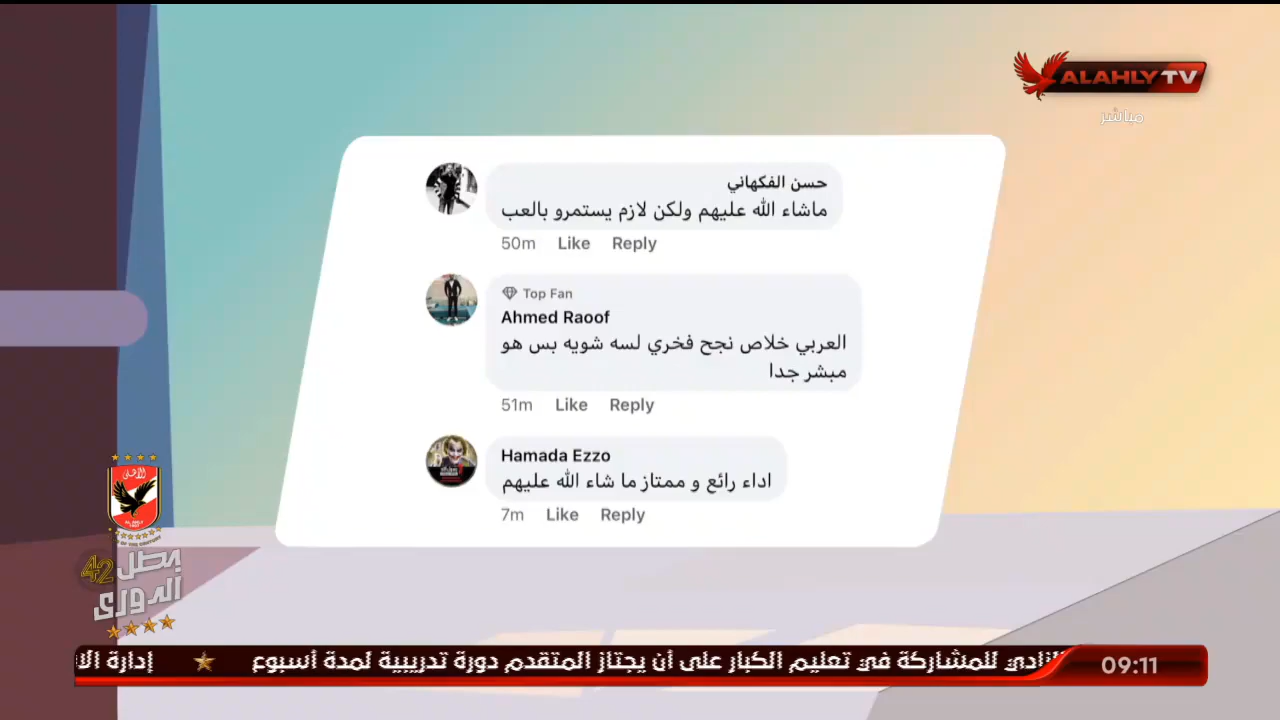 ALAHLY TV
مباشر
حسن الفكهاني
ماشاء الله عليهم ولكن لازم يستمرو بالعب
50m Like Reply
Top Fan
Ahmed Raoof
العربي خلاص نجح فخري لسه شويه بس هو
مبشر جدا
51m Like Reply
Hamada Ezzo
اداء رائع و ممتاز ما شاء الله عليهم
7m Like Reply
الأهلي
بطل 42
الدورى
للمشاركة في تعليم الكبار على أن يجتاز المتقدم دورة تدريبية لمدة أسبوع
إدارة
09:11